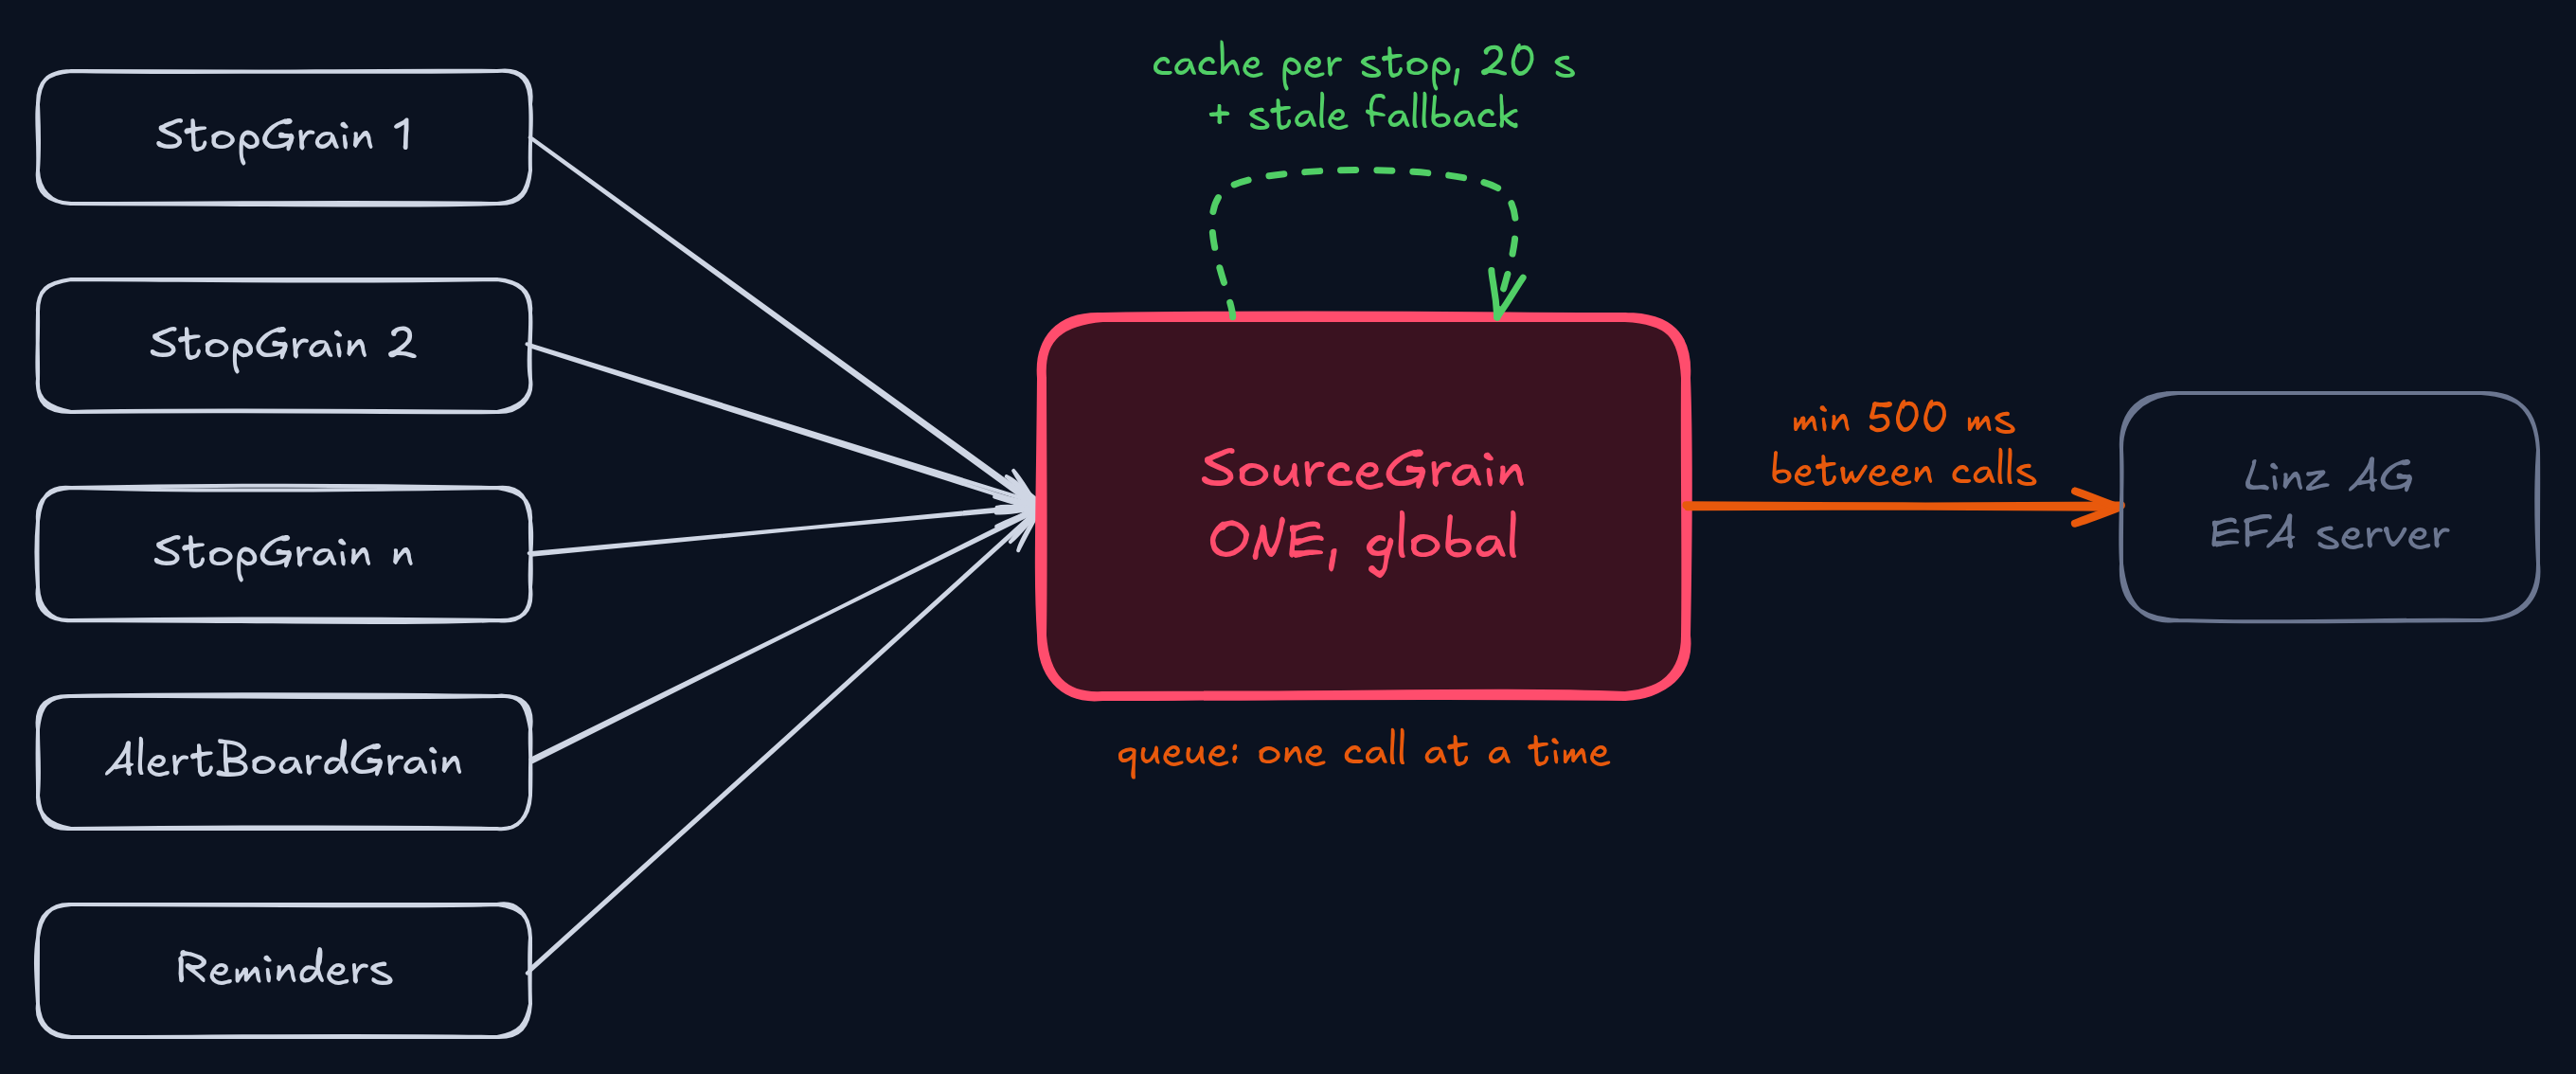 cache per stop, 20 s
+ stale fallback
StopGrain 1
StopGrain 2
StopGrain n
AlertBoardGrain
Reminders
SourceGrain
ONE, global
queue: one call at a time
min 500 ms
between calls
Linz AG
EFA server